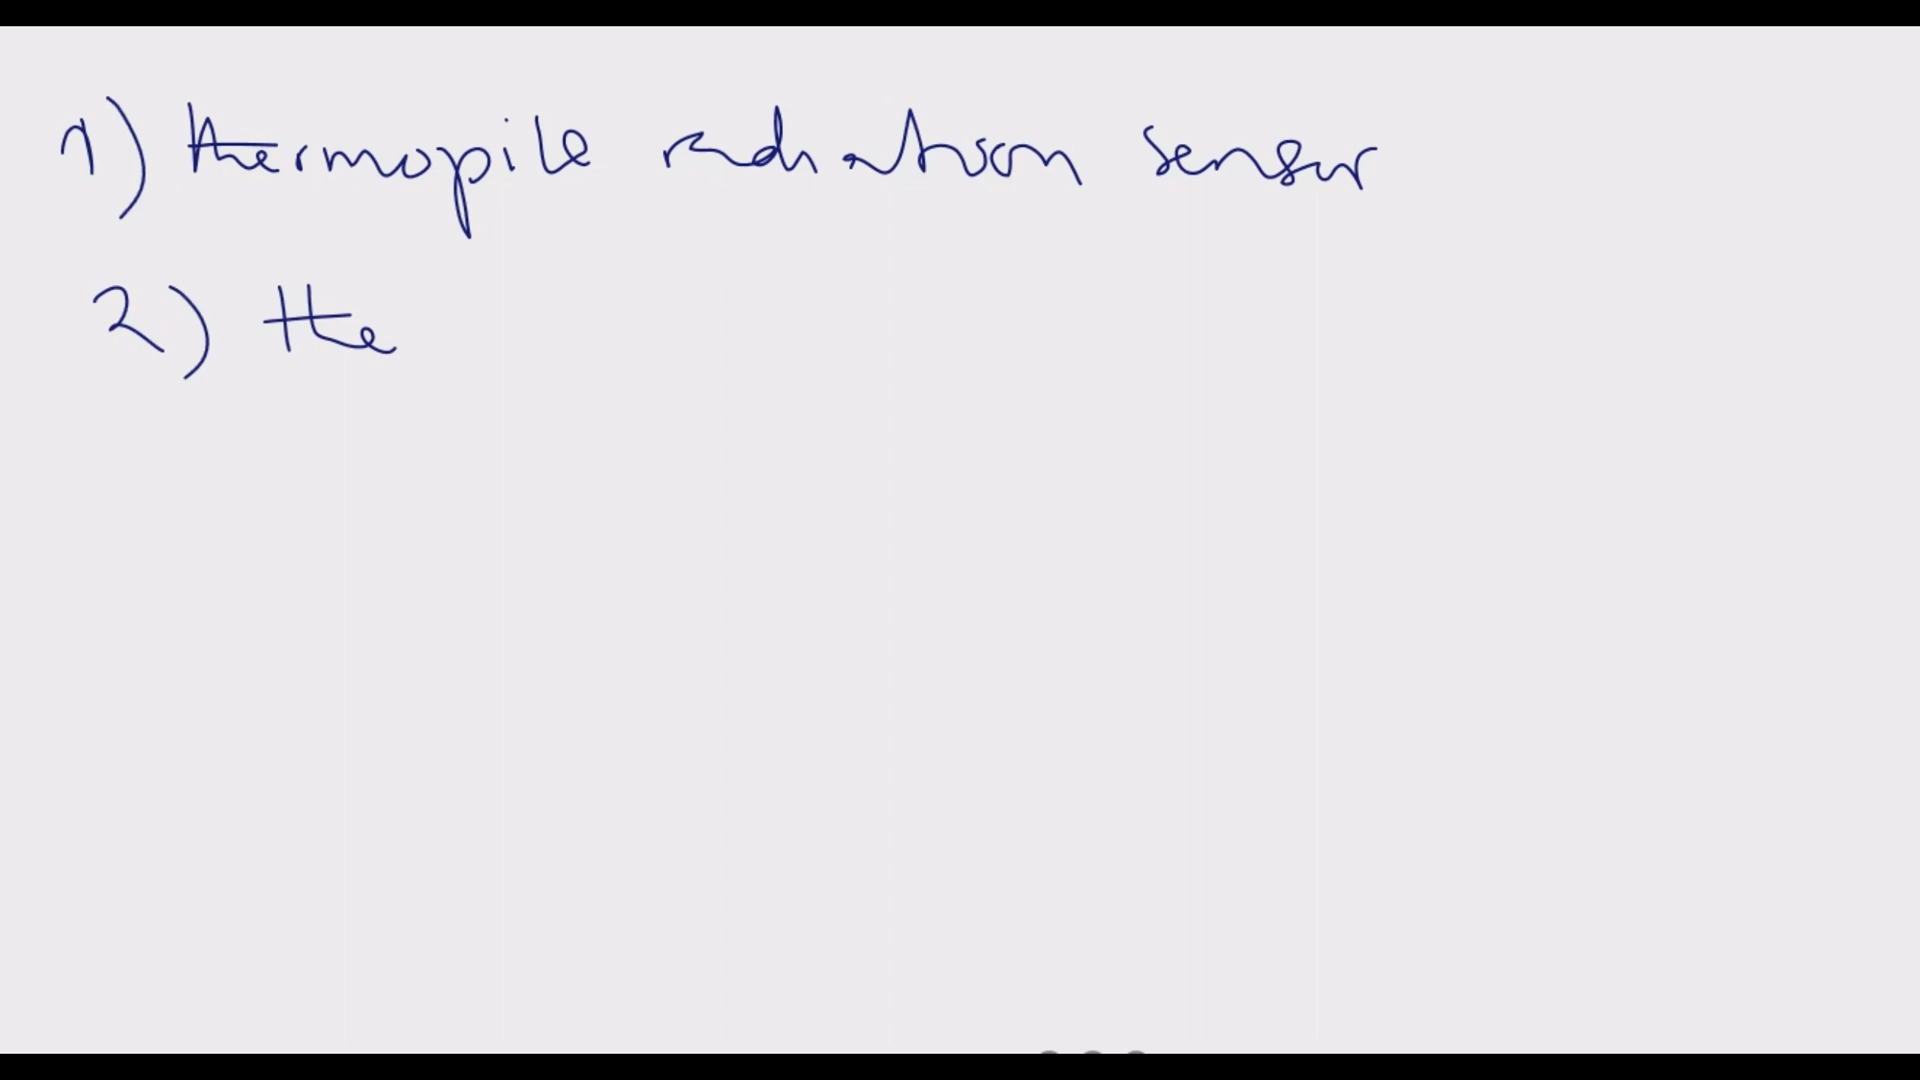 1) thermopile radiation sensor
2) the